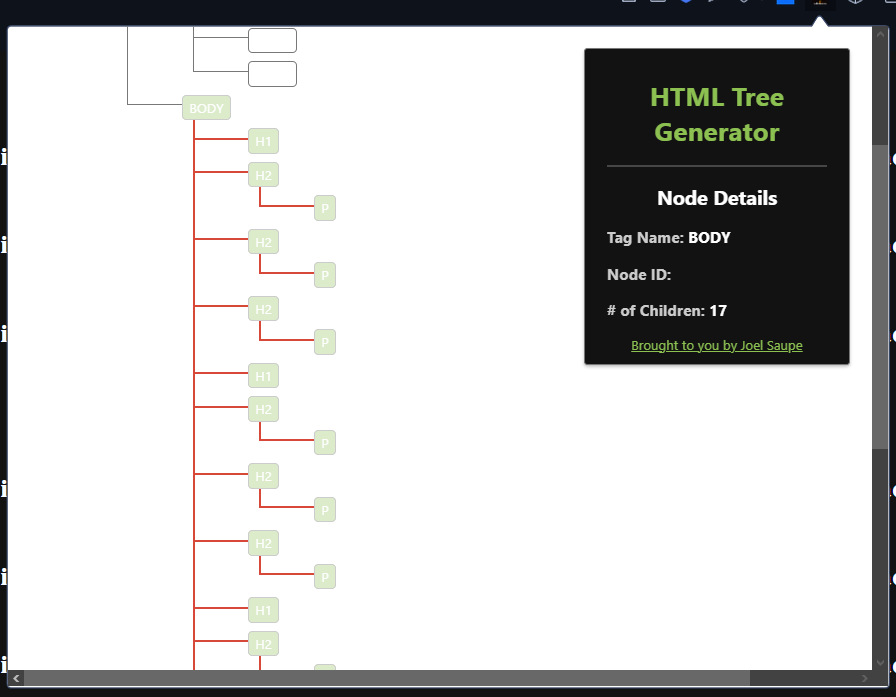 BODY
H1
H2
P
H2
P
H2
P
H1
H2
P
H2
P
H2
P
H1
H2
HTML Tree
Generator
Node Details
Tag Name: BODY
Node ID:
# of Children: 17
Brought to you by Joel Saupe